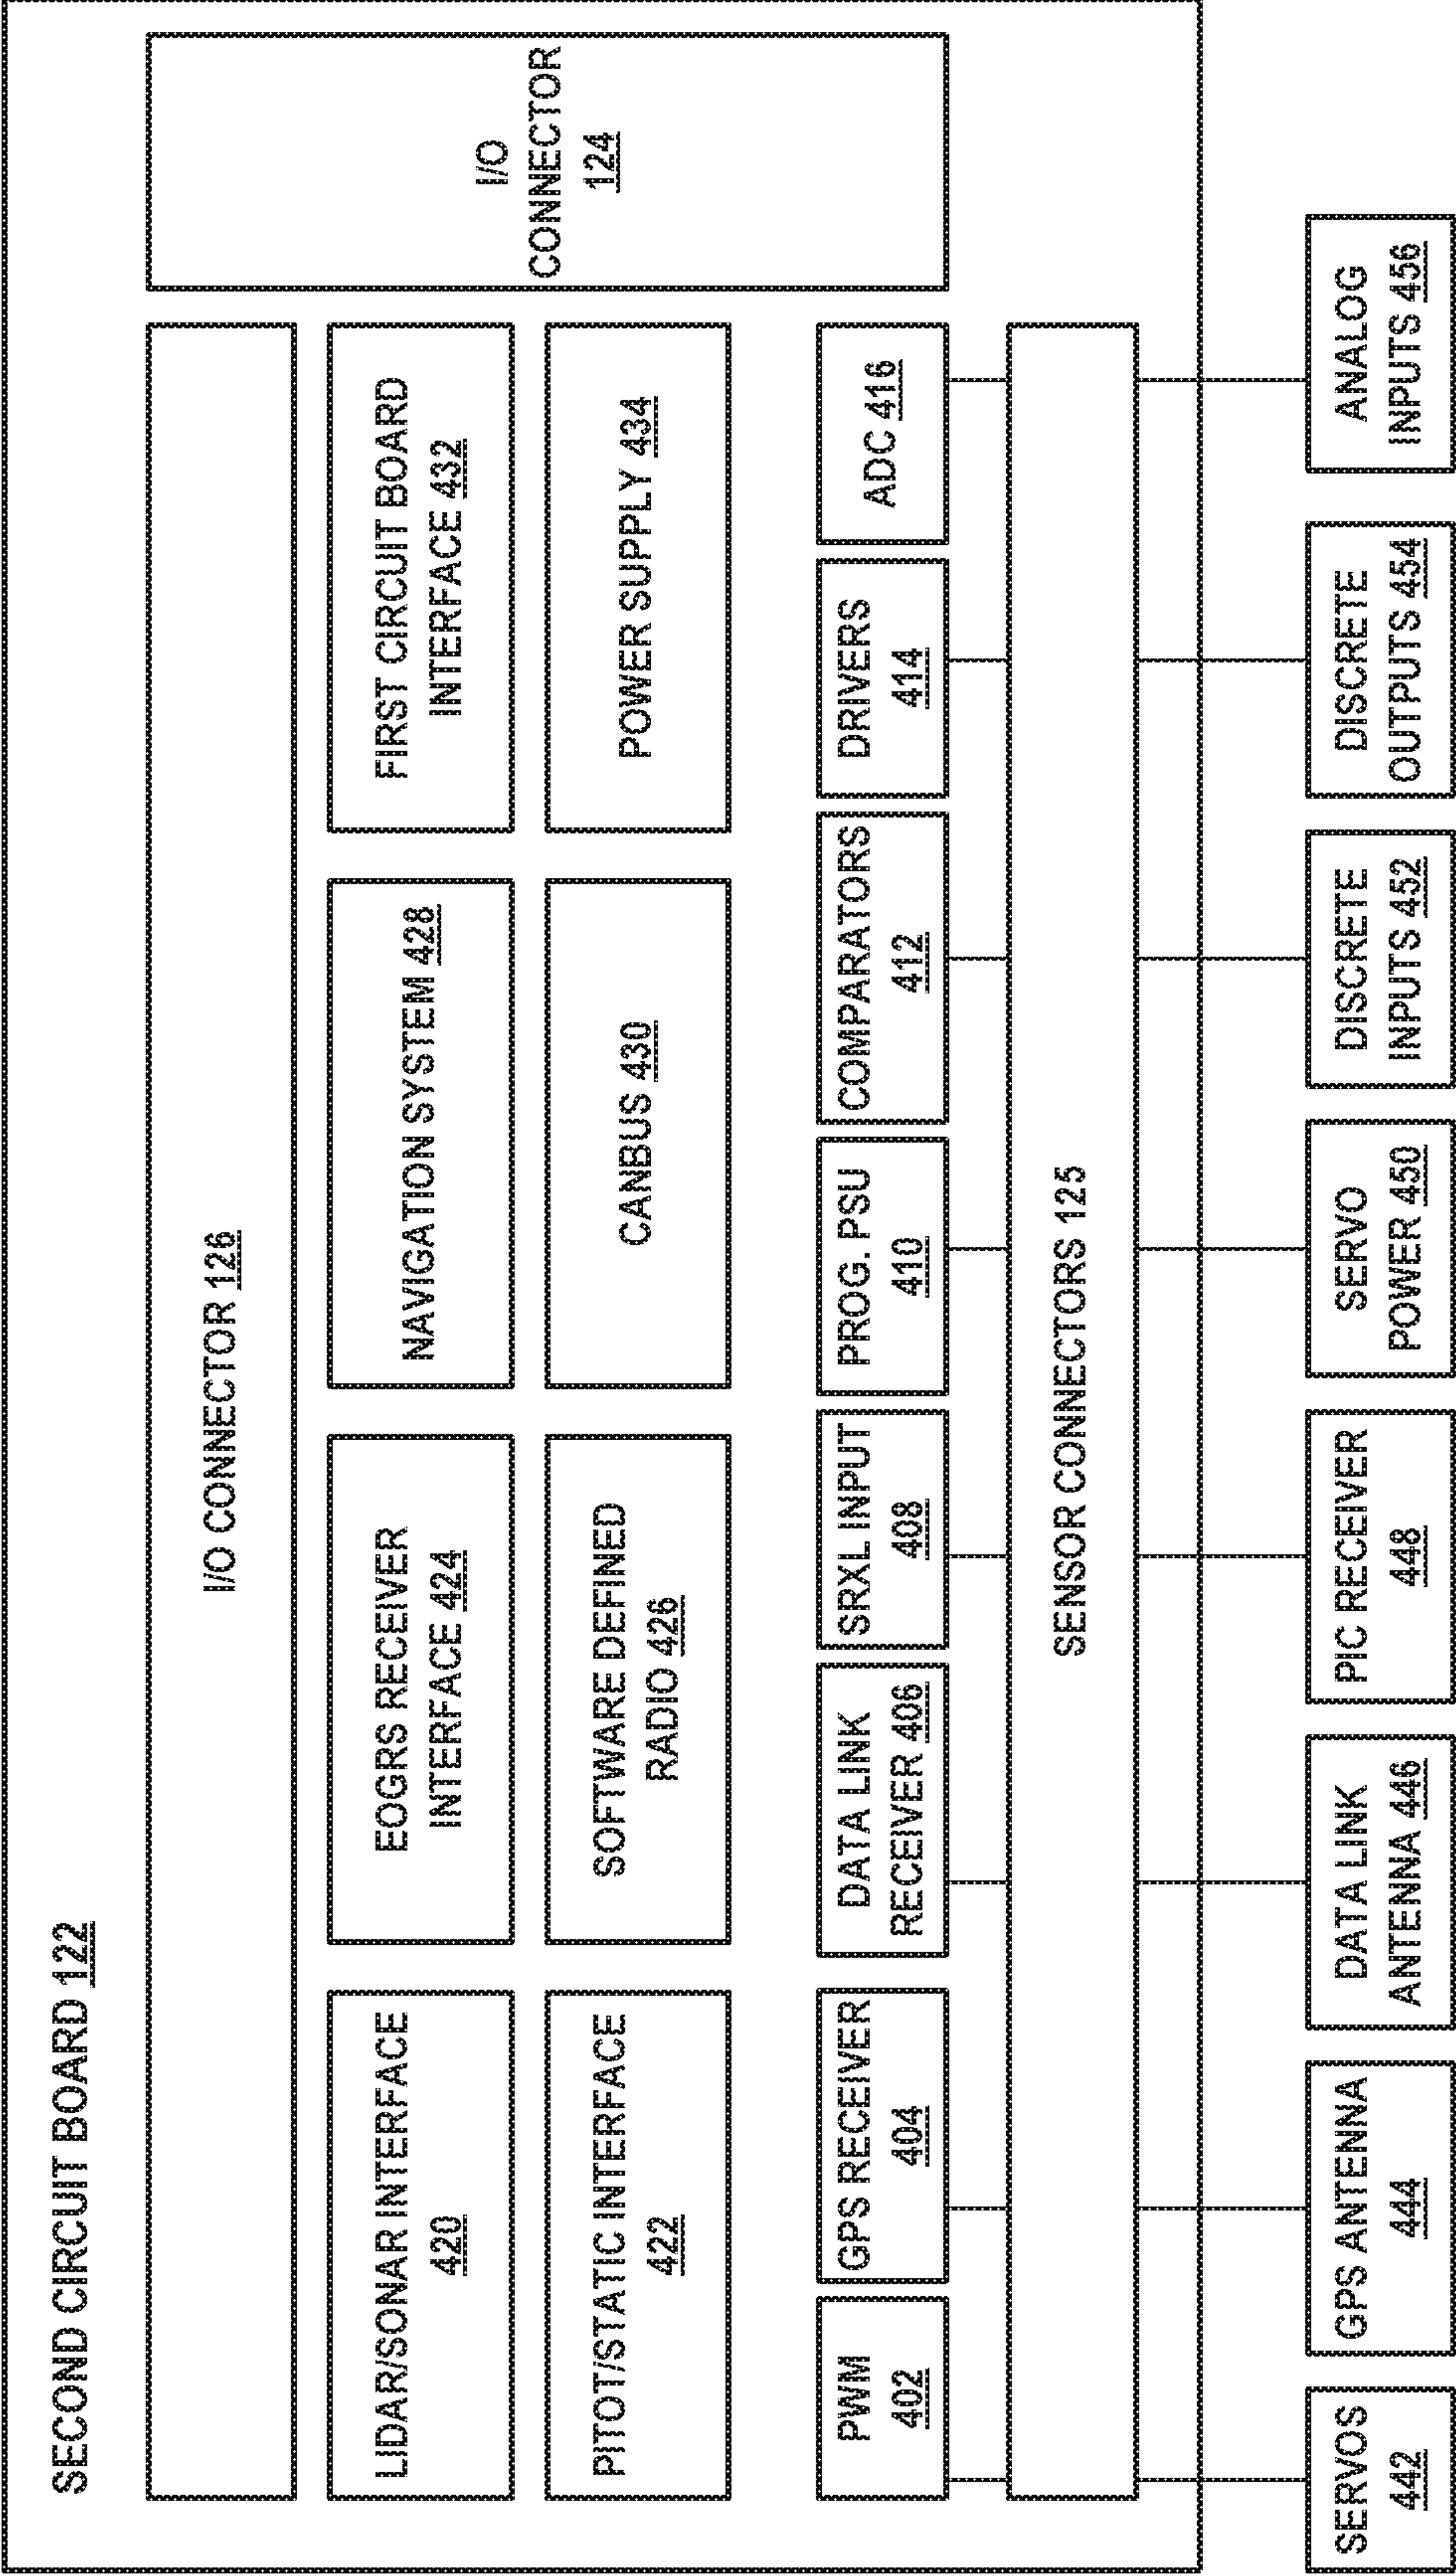 SECOND CIRCUIT BOARD 122
I/O CONNECTOR 126
I/O
CONNECTOR
124
LIDAR/SONAR INTERFACE
420
EOGRS RECEIVER
INTERFACE 424
NAVIGATION SYSTEM 428
FIRST CIRCUIT BOARD
INTERFACE 432
PITOT/STATIC INTERFACE
422
SOFTWARE DEFINED
RADIO 426
CANBUS 430
POWER SUPPLY 434
PWM
402
GPS RECEIVER
404
DATA LINK
RECEIVER 406
SRXL INPUT
408
PROG. PSU
410
COMPARATORS
412
DRIVERS
414
ADC 416
SENSOR CONNECTORS 125
SERVOS
442
GPS ANTENNA
444
DATA LINK
ANTENNA 446
PIC RECEIVER
448
SERVO
POWER 450
DISCRETE
INPUTS 452
DISCRETE
OUTPUTS 454
ANALOG
INPUTS 456